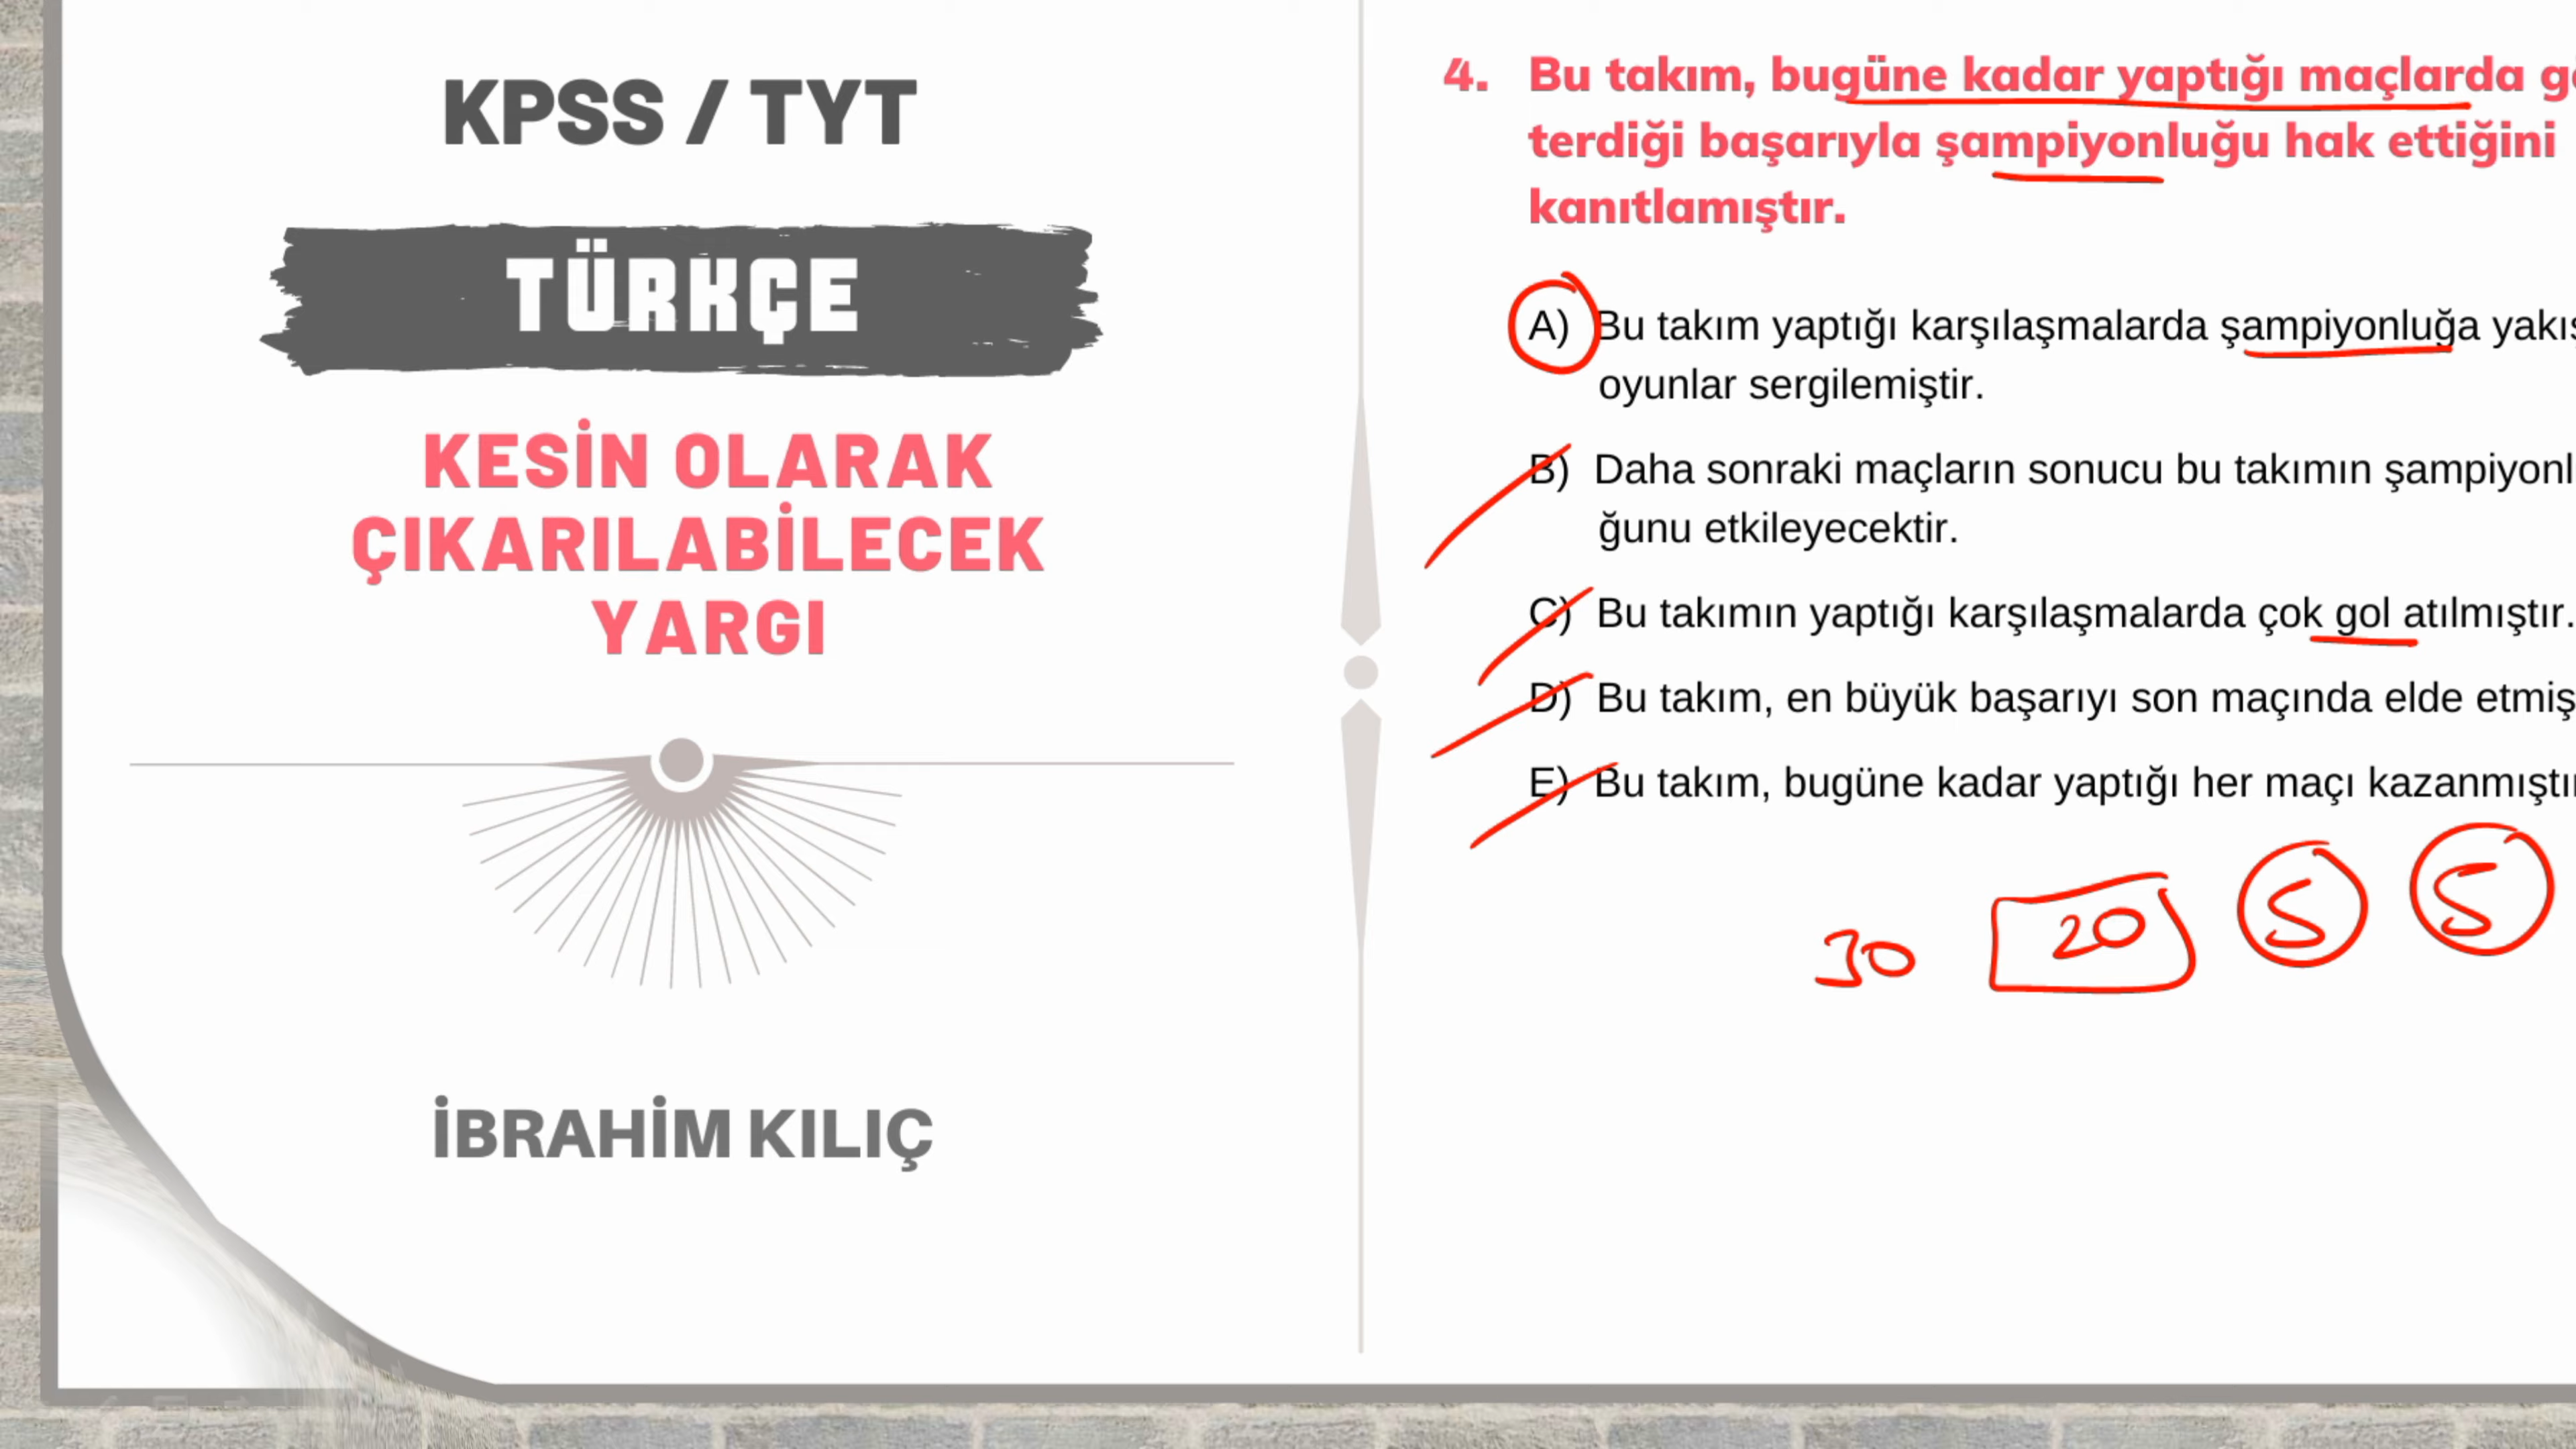 KPSS / TYT
TÜRKÇE
KESİN OLARAK
ÇIKARILABİLECEK
YARGI
İBRAHİM KILIÇ
4. Bu takım, bugüne kadar yaptığı maçlarda gö
terdiği başarıyla şampiyonluğu hak ettiğini
kanıtlamıştır.
A) Bu takım yaptığı karşılaşmalarda şampiyonluğa yakış
oyunlar sergilemiştir.
B) Daha sonraki maçların sonucu bu takımın şampiyonl
ğunu etkileyecektir.
C) Bu takımın yaptığı karşılaşmalarda çok gol atılmıştır.
D) Bu takım, en büyük başarıyı son maçında elde etmiş
E) Bu takım, bugüne kadar yaptığı her maçı kazanmıştı
30 20 5 5